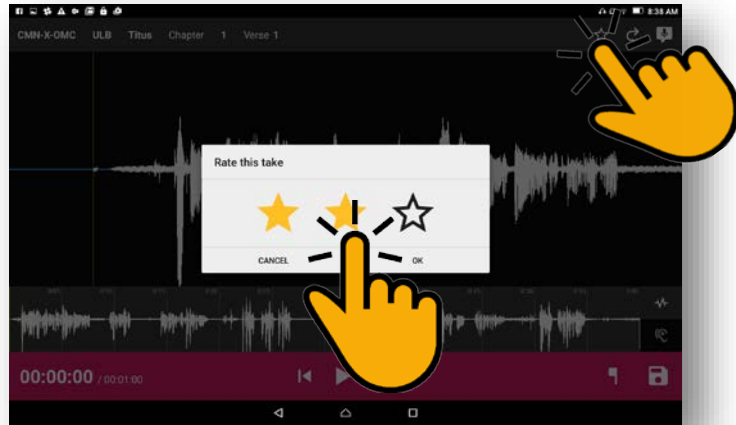 8:38 AM
CMN-X-OMC ULB Titus Chapter 1 Verse 1
Rate this take
CANCEL OK
00:00:00 / 00:01:00